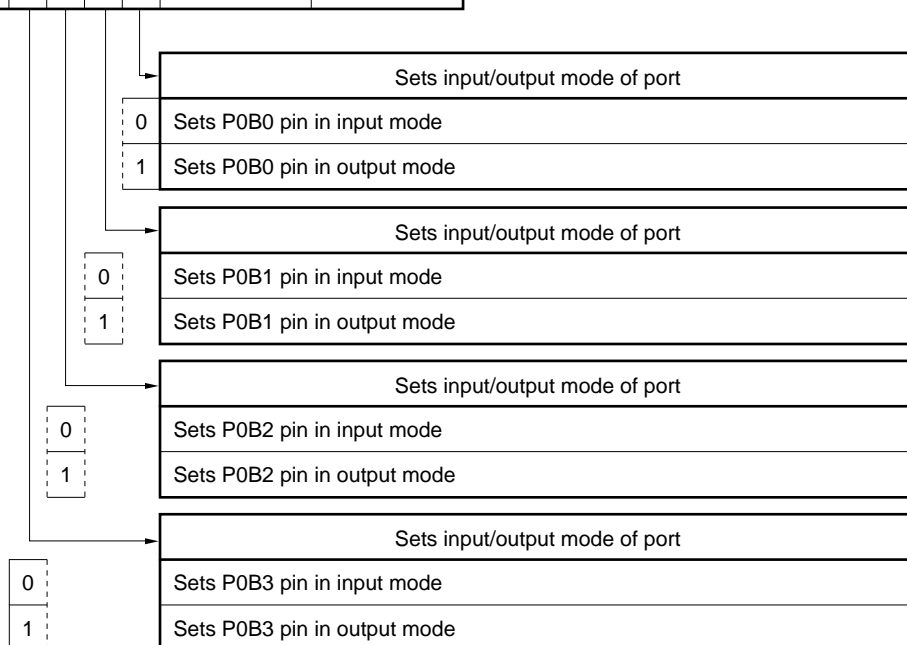 Sets input/output mode of port
0 Sets P0B0 pin in input mode
1 Sets P0B0 pin in output mode
Sets input/output mode of port
0 Sets P0B1 pin in input mode
1 Sets P0B1 pin in output mode
Sets input/output mode of port
0 Sets P0B2 pin in input mode
1 Sets P0B2 pin in output mode
Sets input/output mode of port
0 Sets P0B3 pin in input mode
1 Sets P0B3 pin in output mode